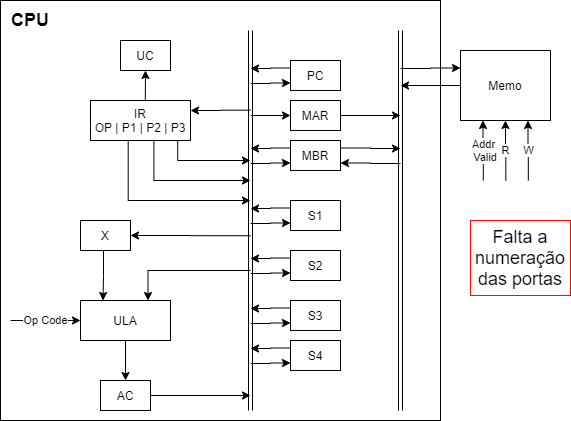 CPU
UC
PC
Memo
IR
OP | P1 | P2 | P3
MAR
MBR
Addr
Valid
R
W
S1
X
S2
Falta a
numeração
das portas
Op Code
ULA
S3
S4
AC